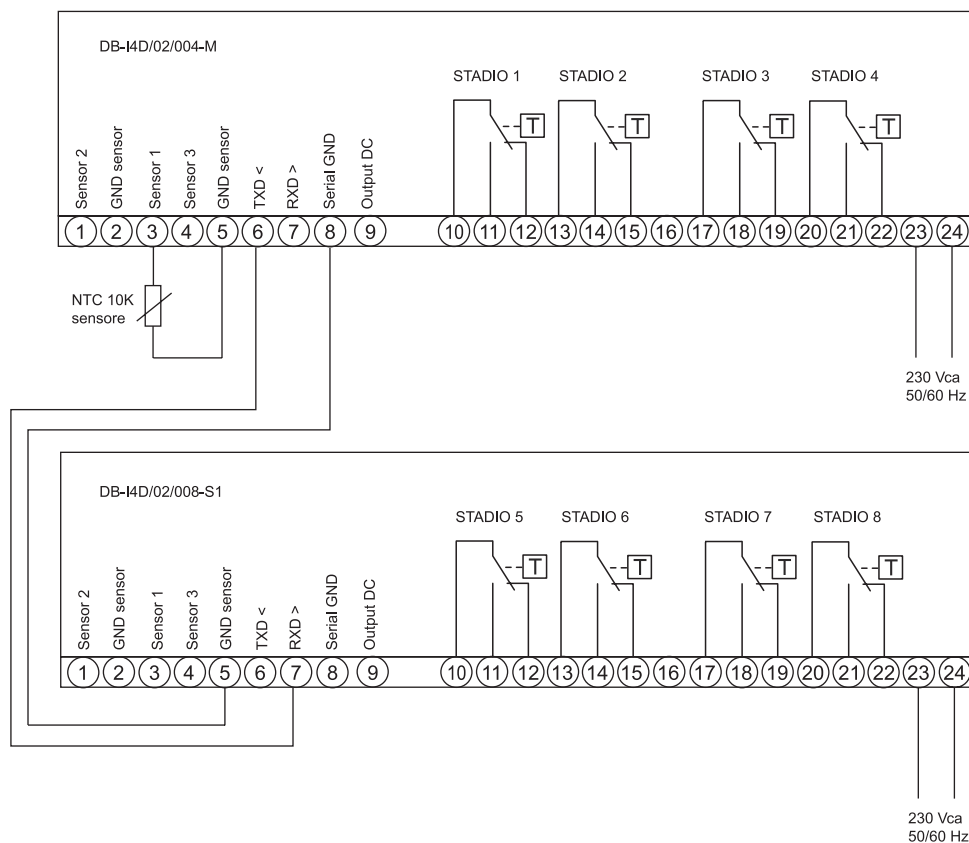 DB-I4D/02/004-M
STADIO 1 STADIO 2 STADIO 3 STADIO 4
T T T T
Sensor 2
GND sensor
Sensor 1
Sensor 3
GND sensor
TXD <
RXD >
Serial GND
Output DC
1 2 3 4 5 6 7 8 9 10 11 12 13 14 15 16 17 18 19 20 21 22 23 24
NTC 10K
sensore
230 Vca
50/60 Hz
DB-I4D/02/008-S1
STADIO 5 STADIO 6 STADIO 7 STADIO 8
T T T T
Sensor 2
GND sensor
Sensor 1
Sensor 3
GND sensor
TXD <
RXD >
Serial GND
Output DC
1 2 3 4 5 6 7 8 9 10 11 12 13 14 15 16 17 18 19 20 21 22 23 24
230 Vca
50/60 Hz